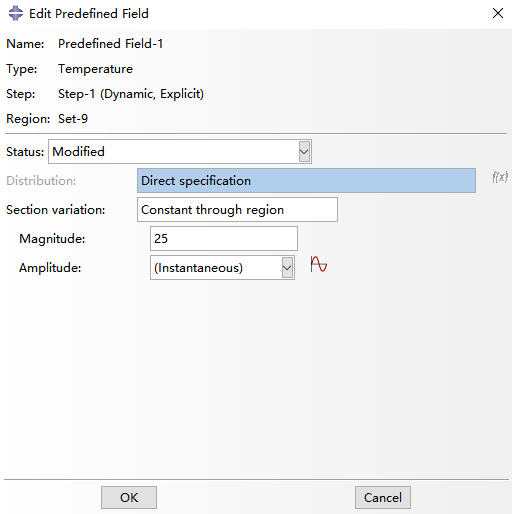 Edit Predefined Field
Name: Predefined Field-1
Type: Temperature
Step: Step-1 (Dynamic, Explicit)
Region: Set-9
Status: Modified
Distribution: Direct specification f(x)
Section variation: Constant through region
Magnitude: 25
Amplitude: (Instantaneous)
OK Cancel